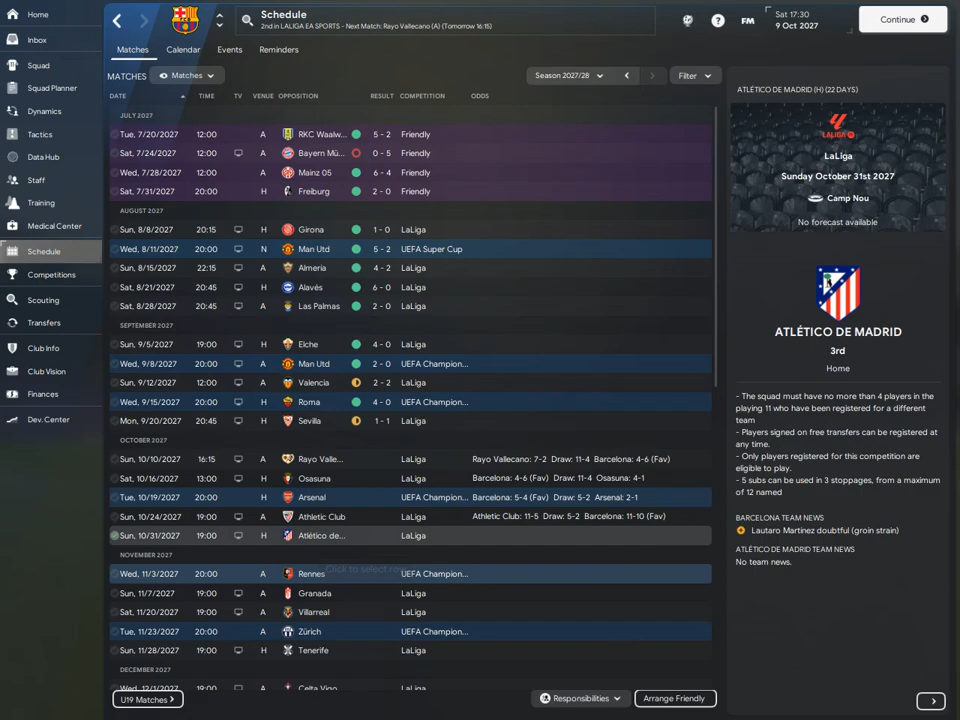 Home
Inbox
Squad
Squad Planner
Dynamics
Tactics
Data Hub
Staff
Training
Medical Center
Schedule
Competitions
Scouting
Transfers
Club Info
Club Vision
Finances
Dev. Center
Schedule
2nd in LALIGA EA SPORTS - Next Match: Rayo Vallecano (A) (Tomorrow 16:15)
?
FM
Sat 17:30
9 Oct 2027
Continue
Matches Calendar Events Reminders
MATCHES Matches Season 2027/28 Filter
DATE TIME TV VENUE OPPOSITION RESULT COMPETITION ODDS
JULY 2027
Tue, 7/20/2027 12:00 A RKC Waalw... 5 - 2 Friendly
Sat, 7/24/2027 12:00 A Bayern Mü... 0 - 5 Friendly
Wed, 7/28/2027 12:00 A Mainz 05 6 - 4 Friendly
Sat, 7/31/2027 20:00 H Freiburg 2 - 0 Friendly
AUGUST 2027
Sun, 8/8/2027 20:15 H Girona 1 - 0 LaLiga
Wed, 8/11/2027 20:00 N Man Utd 5 - 2 UEFA Super Cup
Sun, 8/15/2027 22:15 A Almería 4 - 2 LaLiga
Sat, 8/21/2027 20:45 H Alavés 6 - 0 LaLiga
Sat, 8/28/2027 20:45 A Las Palmas 2 - 0 LaLiga
SEPTEMBER 2027
Sun, 9/5/2027 19:00 H Elche 4 - 0 LaLiga
Wed, 9/8/2027 20:00 A Man Utd 2 - 0 UEFA Champion...
Sun, 9/12/2027 12:00 A Valencia 2 - 2 LaLiga
Wed, 9/15/2027 20:00 H Roma 4 - 0 UEFA Champion...
Mon, 9/20/2027 20:45 H Sevilla 1 - 1 LaLiga
OCTOBER 2027
Sun, 10/10/2027 16:15 A Rayo Valle... LaLiga Rayo Vallecano: 7-2 Draw: 11-4 Barcelona: 4-6 (Fav)
Sat, 10/16/2027 13:00 H Osasuna LaLiga Barcelona: 4-6 (Fav) Draw: 11-4 Osasuna: 4-1
Tue, 10/19/2027 20:00 H Arsenal UEFA Champion... Barcelona: 5-4 (Fav) Draw: 5-2 Arsenal: 2-1
Sun, 10/24/2027 19:00 A Athletic Club LaLiga Athletic Club: 11-5 Draw: 5-2 Barcelona: 11-10 (Fav)
Sun, 10/31/2027 19:00 H Atlético de... LaLiga
NOVEMBER 2027
Click to select row
Wed, 11/3/2027 20:00 A Rennes UEFA Champion...
Sun, 11/7/2027 19:00 A Granada LaLiga
Sat, 11/20/2027 19:00 A Villarreal LaLiga
Tue, 11/23/2027 20:00 A Zürich UEFA Champion...
Sun, 11/28/2027 19:00 H Tenerife LaLiga
DECEMBER 2027
Wed, 12/1/2027 19:00 A Celta Vigo LaLiga
U19 Matches Responsibilities Arrange Friendly
ATLÉTICO DE MADRID (H) (22 DAYS)
LALIGA
LaLiga
Sunday October 31st 2027
Camp Nou
No forecast available
ATLÉTICO DE MADRID
3rd
Home
- The squad must have no more than 4 players in the
playing 11 who have been registered for a different
team
- Players signed on free transfers can be registered at
any time.
- Only players registered for this competition are
eligible to play.
- 5 subs can be used in 3 stoppages, from a maximum
of 12 named
BARCELONA TEAM NEWS
Lautaro Martínez doubtful (groin strain)
ATLÉTICO DE MADRID TEAM NEWS
No team news.